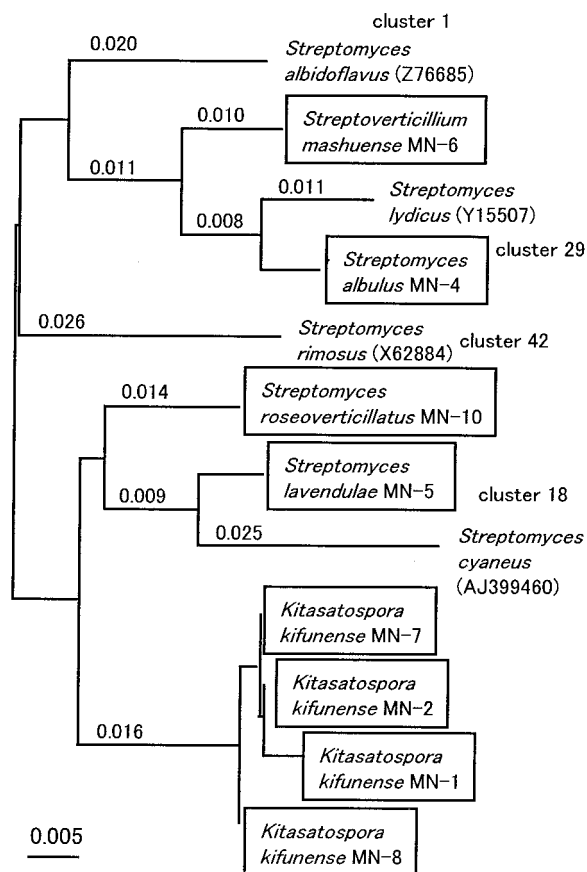 cluster 1
0.020
Streptomyces
albidoflavus (Z76685)
0.010
Streptoverticillium
mashuense MN-6
0.011
0.011
Streptomyces
lydicus (Y15507)
0.008
cluster 29
Streptomyces
albulus MN-4
0.026
Streptomyces
rimosus (X62884)
cluster 42
0.014
Streptomyces
roseoverticillatus MN-10
Streptomyces
lavendulae MN-5
0.009
cluster 18
0.025
Streptomyces
cyaneus
(AJ399460)
Kitasatospora
kifunense MN-7
Kitasatospora
kifunense MN-2
0.016
Kitasatospora
kifunense MN-1
Kitasatospora
kifunense MN-8
0.005